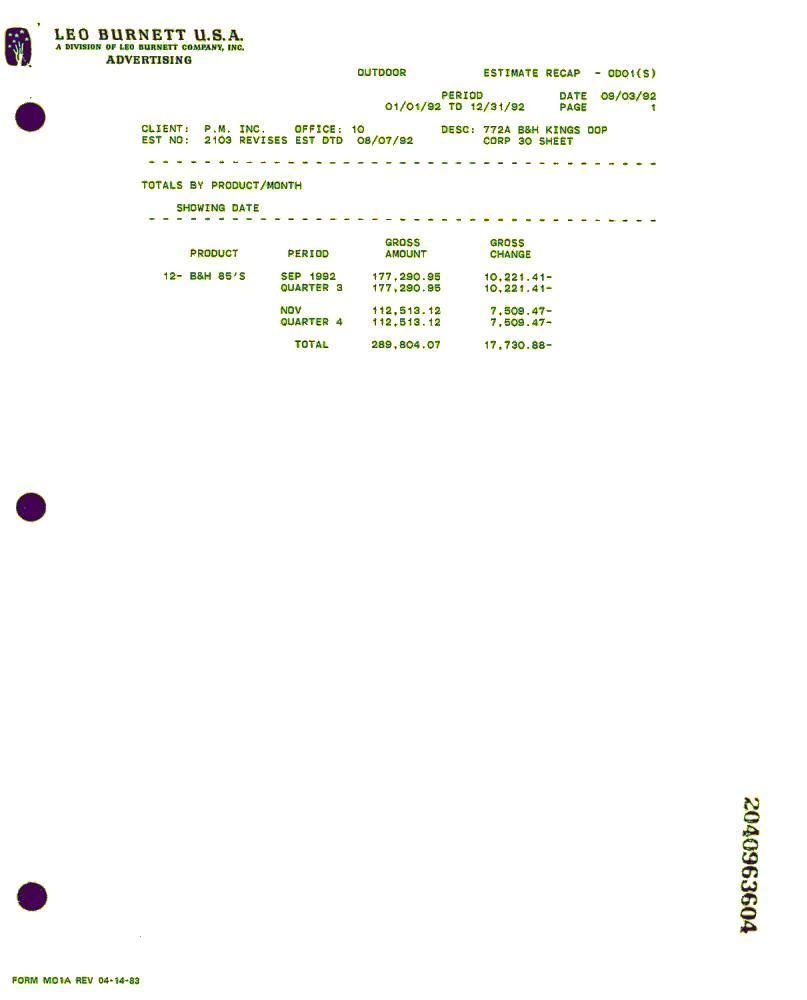 LEO BURNETT U.S.A.
A DIVISION OF LEO BURNETT COMPANY, INC.
ADVERTISING
OUTDOOR ESTIMATE RECAP - OD01(S)
PERIOD DATE 09/03/92
01/01/92 TO 12/31/92 PAGE 1
CLIENT: P.M. INC. OFFICE: 10 DESC: 772A B&H KINGS DOP
EST NO: 2103 REVISES EST DTD 08/07/92 CORP 30 SHEET
TOTALS BY PRODUCT/MONTH
SHOWING DATE
GROSS GROSS
PRODUCT PERIOD AMOUNT CHANGE
12- B&H 85'S SEP 1992 177,290.95 10,221.41-
QUARTER 3 177,290.95 10,221.41-
NOV 112,513.12 7,509.47-
QUARTER 4 112,513.12 7,509.47-
TOTAL 289,804.07 17,730.88-
2040963604
FORM MO1A REV 04-14-83